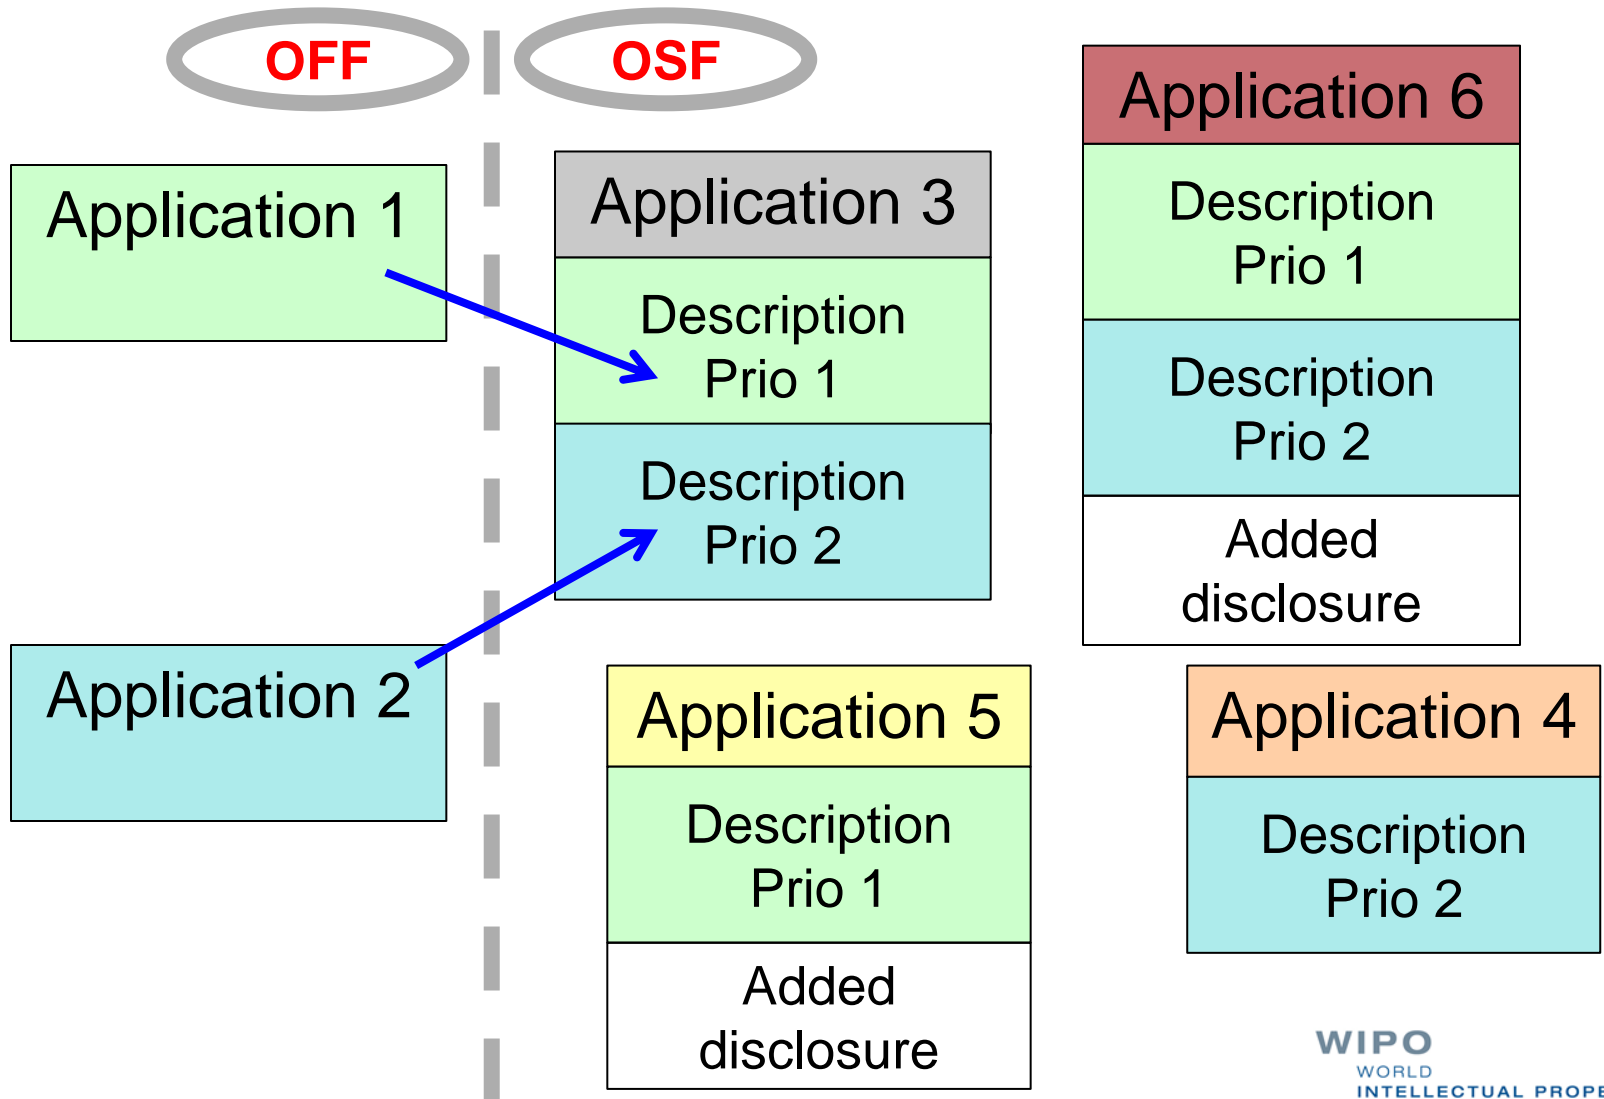 OFF
OSF
Application 1
Application 2
Application 3
Description
Prio 1
Description
Prio 2
Application 5
Description
Prio 1
Added
disclosure
Application 6
Description
Prio 1
Description
Prio 2
Added
disclosure
Application 4
Description
Prio 2
WIPO
WORLD
INTELLECTUAL PROPE